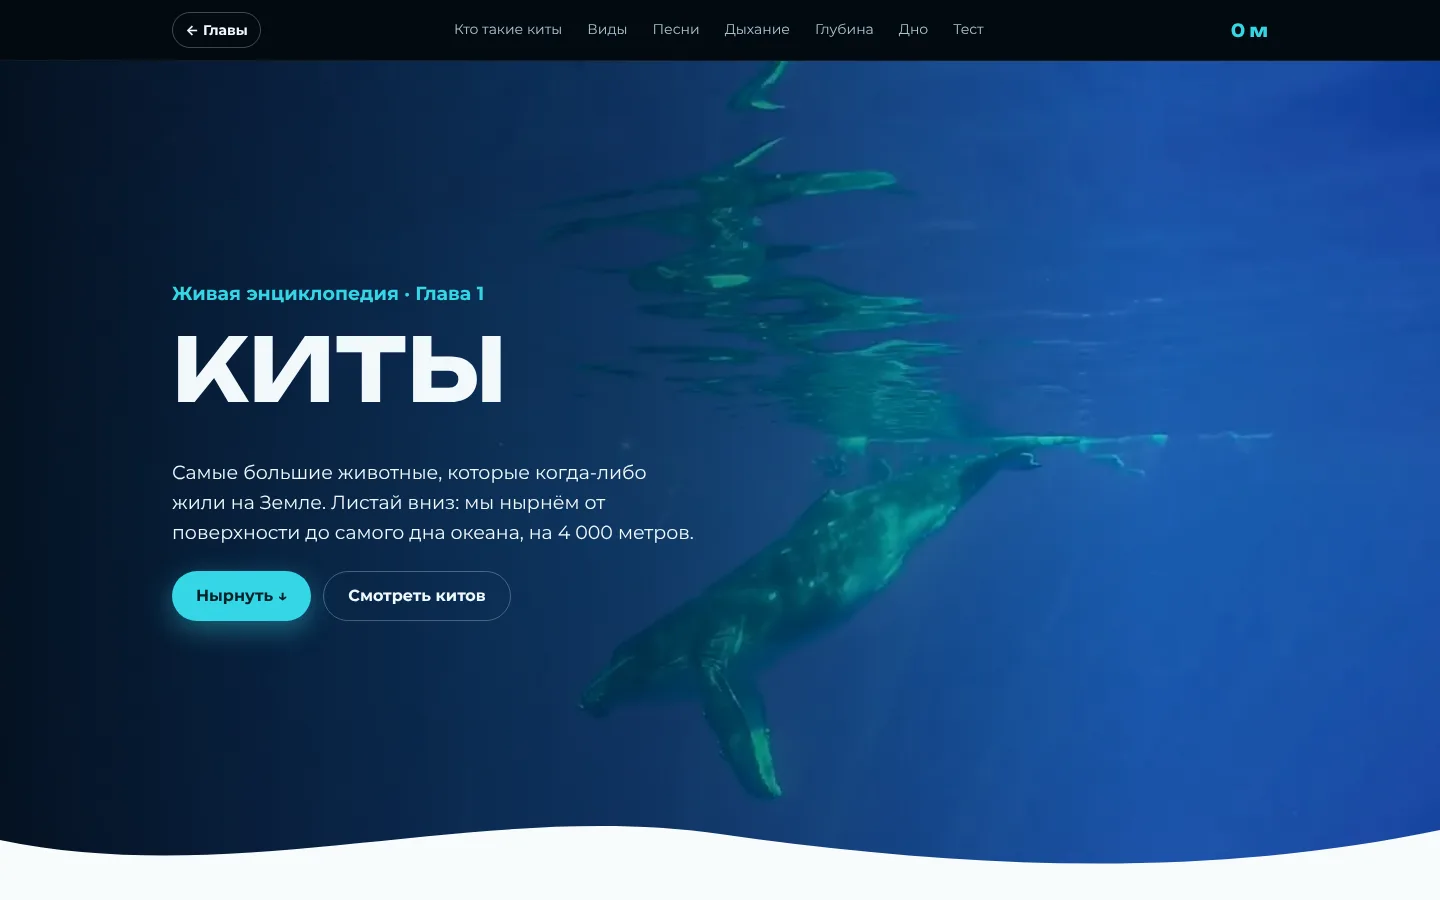 ← Главы
Кто такие киты
Виды
Песни
Дыхание
Глубина
Дно
Тест
0 м
Живая энциклопедия · Глава 1
КИТЫ
Самые большие животные, которые когда-либо
жили на Земле. Листай вниз: мы нырнём от
поверхности до самого дна океана, на 4 000 метров.
Нырнуть ↓
Смотреть китов